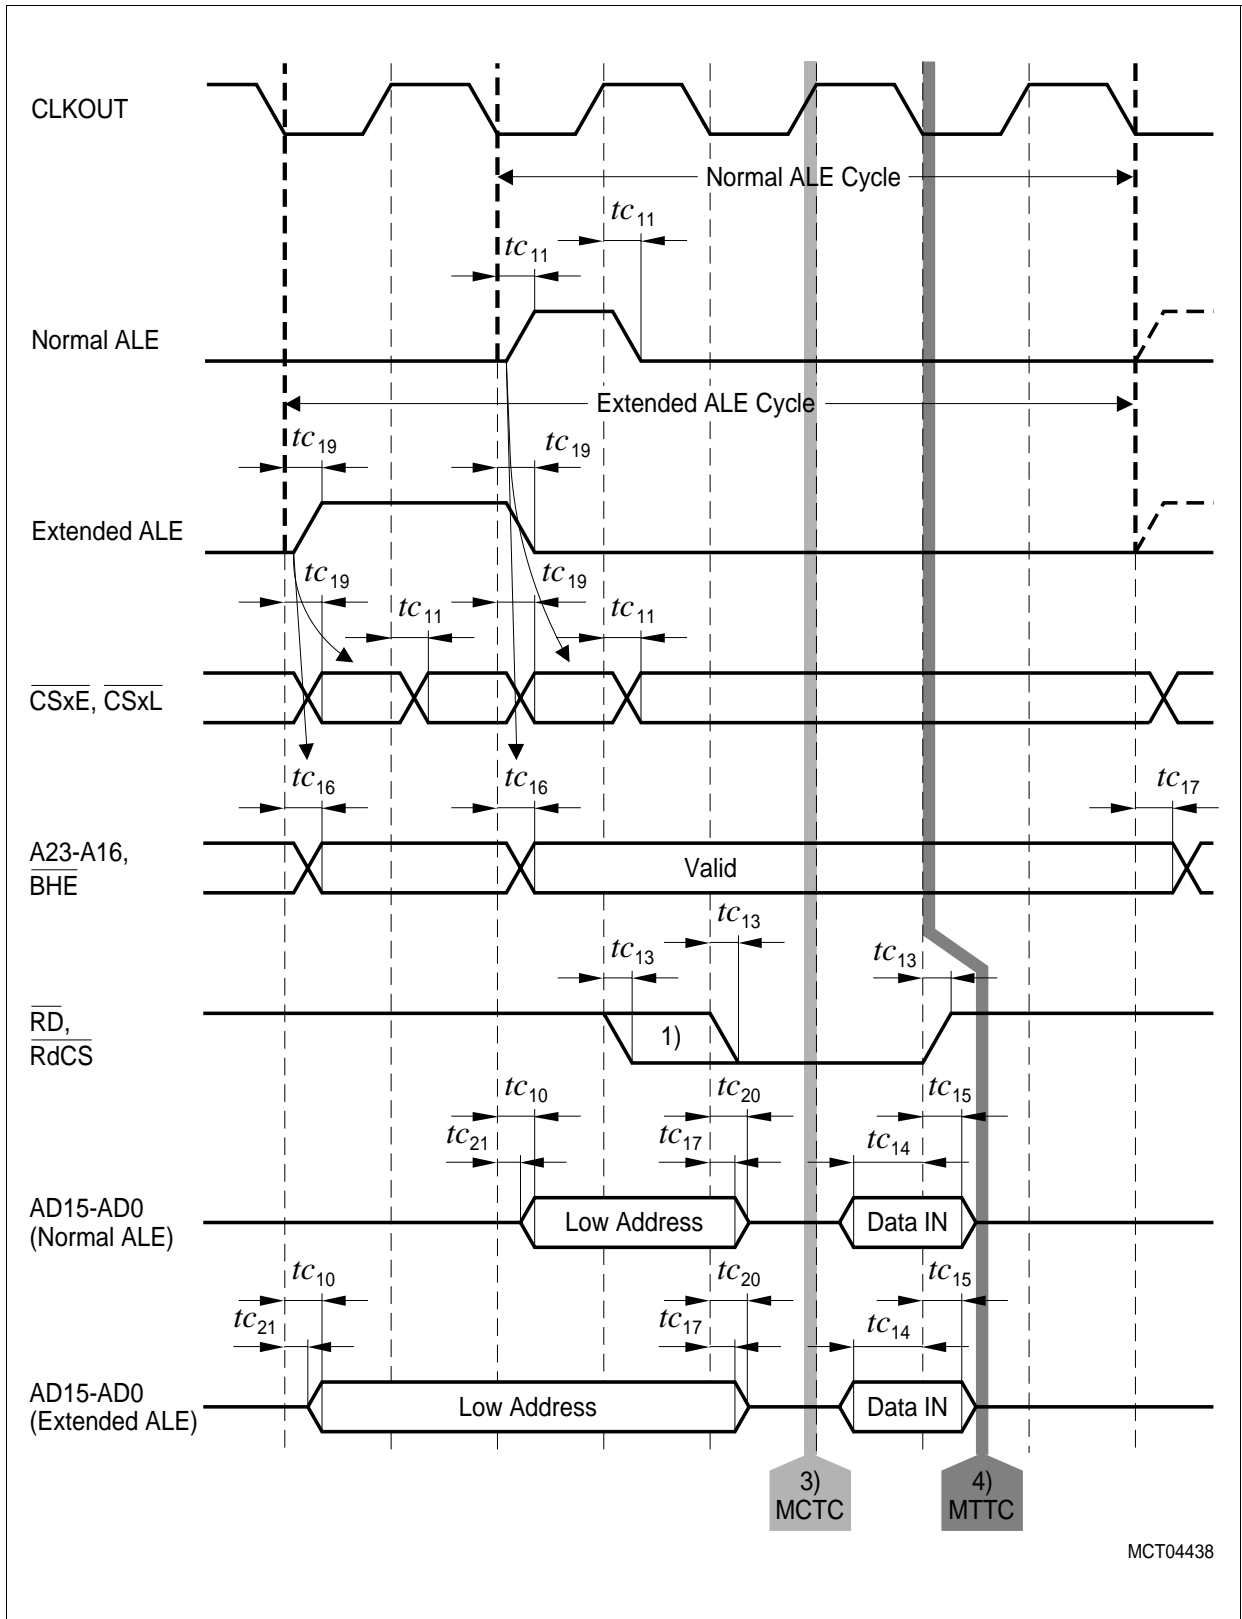 CLKOUT
Normal ALE Cycle
tc11
tc11
Normal ALE
Extended ALE Cycle
tc19
tc19
Extended ALE
tc19
tc19
tc11
tc11
CSxE, CSxL
tc16
tc16
tc17
A23-A16,
BHE
Valid
tc13
tc13
tc13
RD,
RdCS
1)
tc10
tc20
tc15
tc21
tc17
tc14
AD15-AD0
(Normal ALE)
Low Address
Data IN
tc10
tc20
tc15
tc21
tc17
tc14
AD15-AD0
(Extended ALE)
Low Address
Data IN
3)
MCTC
4)
MTTC
MCT04438